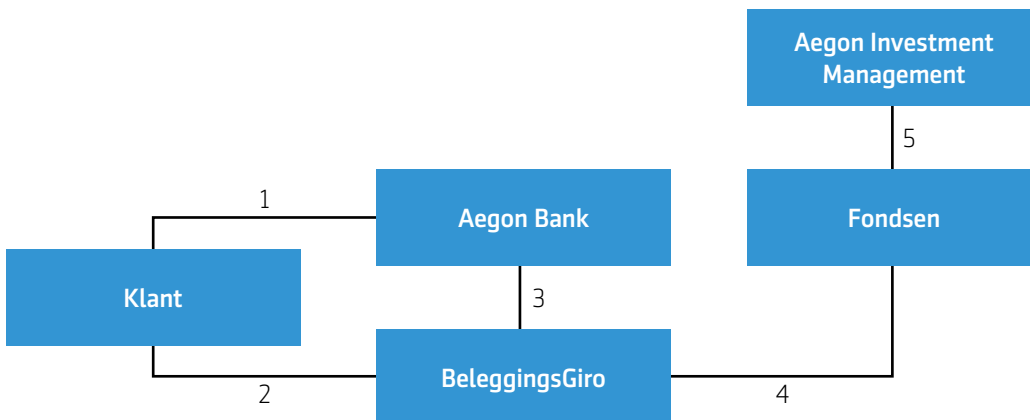 Aegon Investment
Management
5
1
Aegon Bank
Fondsen
Klant
3
BeleggingsGiro
2
4